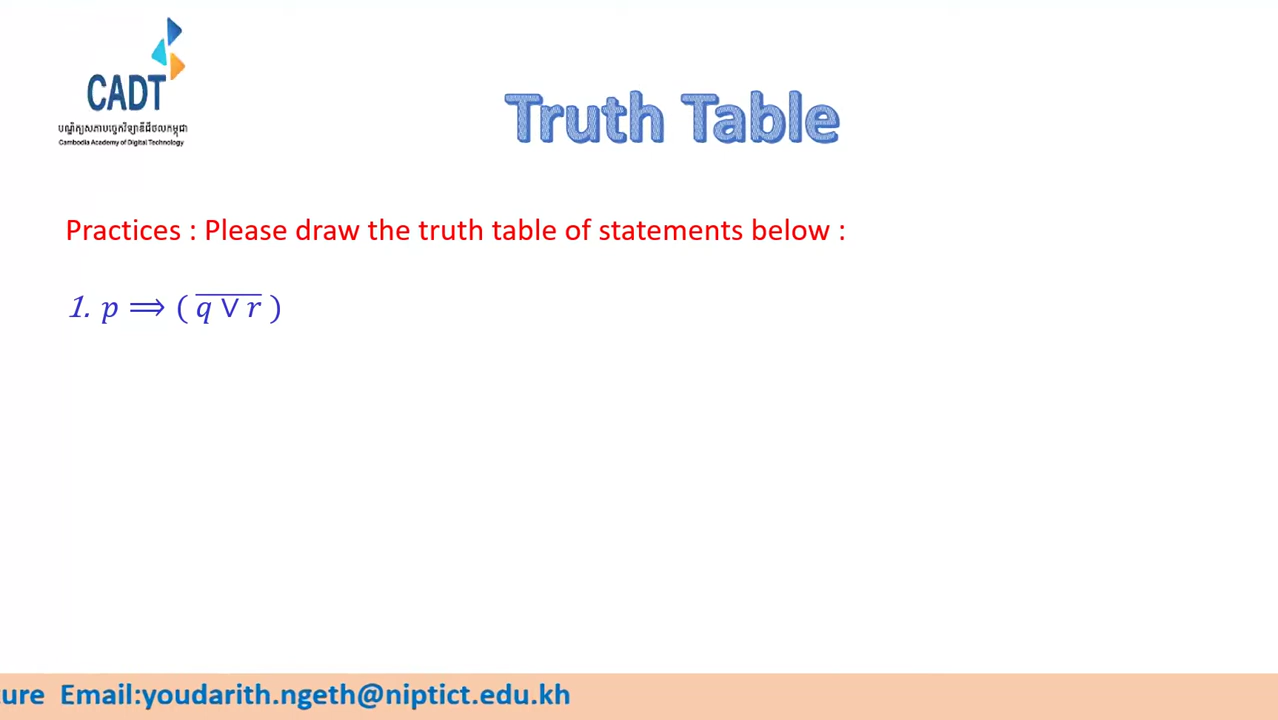 CADT
បណ្ឌិត្យសភាបច្ចេកវិទ្យាឌីជីថលកម្ពុជា
Cambodia Academy of Digital Technology
Truth Table
Practices : Please draw the truth table of statements below :
1. p ⟹ ( q̅ ̅∨̅ ̅r̅ )
ture Email:youdarith.ngeth@niptict.edu.kh